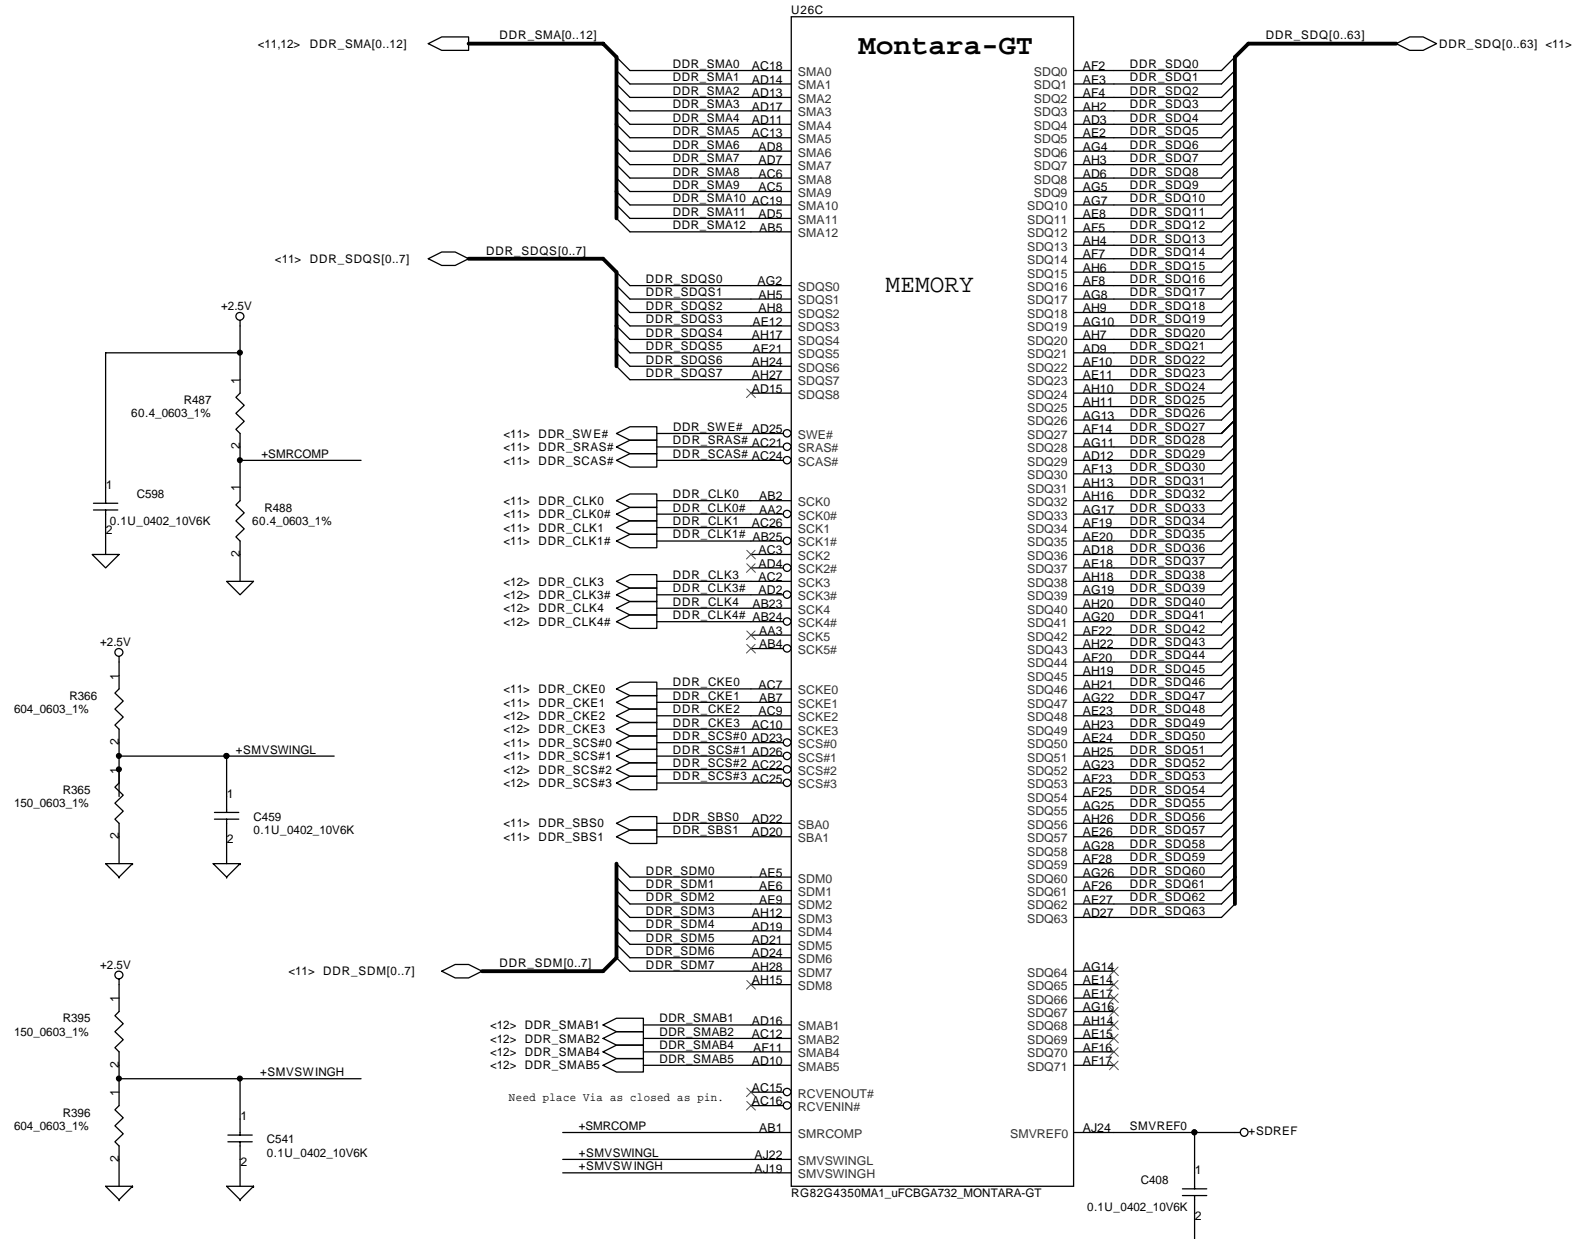 U26C
Montara-GT
MEMORY
<11,12> DDR_SMA[0..12] DDR_SMA[0..12]
DDR_SMA0 AC18 SMA0
DDR_SMA1 AD14 SMA1
DDR_SMA2 AD13 SMA2
DDR_SMA3 AD17 SMA3
DDR_SMA4 AD11 SMA4
DDR_SMA5 AC13 SMA5
DDR_SMA6 AD8 SMA6
DDR_SMA7 AD7 SMA7
DDR_SMA8 AC6 SMA8
DDR_SMA9 AC5 SMA9
DDR_SMA10 AC19 SMA10
DDR_SMA11 AD5 SMA11
DDR_SMA12 AB5 SMA12
<11> DDR_SDQS[0..7] DDR_SDQS[0..7]
DDR_SDQS0 AG2 SDQS0
DDR_SDQS1 AH5 SDQS1
DDR_SDQS2 AH8 SDQS2
DDR_SDQS3 AE12 SDQS3
DDR_SDQS4 AH17 SDQS4
DDR_SDQS5 AE21 SDQS5
DDR_SDQS6 AH24 SDQS6
DDR_SDQS7 AH27 SDQS7
AD15 SDQS8
<11> DDR_SWE# DDR_SWE# AD25 SWE#
<11> DDR_SRAS# DDR_SRAS# AC21 SRAS#
<11> DDR_SCAS# DDR_SCAS# AC24 SCAS#
<11> DDR_CLK0 DDR_CLK0 AB2 SCK0
<11> DDR_CLK0# DDR_CLK0# AA2 SCK0#
<11> DDR_CLK1 DDR_CLK1 AC26 SCK1
<11> DDR_CLK1# DDR_CLK1# AB25 SCK1#
AC3 SCK2
AD4 SCK2#
<12> DDR_CLK3 DDR_CLK3 AC2 SCK3
<12> DDR_CLK3# DDR_CLK3# AD2 SCK3#
<12> DDR_CLK4 DDR_CLK4 AB23 SCK4
<12> DDR_CLK4# DDR_CLK4# AB24 SCK4#
AA3 SCK5
AB4 SCK5#
<11> DDR_CKE0 DDR_CKE0 AC7 SCKE0
<11> DDR_CKE1 DDR_CKE1 AB7 SCKE1
<12> DDR_CKE2 DDR_CKE2 AC9 SCKE2
<12> DDR_CKE3 DDR_CKE3 AC10 SCKE3
<11> DDR_SCS#0 DDR_SCS#0 AD23 SCS#0
<11> DDR_SCS#1 DDR_SCS#1 AD26 SCS#1
<12> DDR_SCS#2 DDR_SCS#2 AC22 SCS#2
<12> DDR_SCS#3 DDR_SCS#3 AC25 SCS#3
<11> DDR_SBS0 DDR_SBS0 AD22 SBA0
<11> DDR_SBS1 DDR_SBS1 AD20 SBA1
DDR_SDM0 AE5 SDM0
DDR_SDM1 AE6 SDM1
DDR_SDM2 AE9 SDM2
DDR_SDM3 AH12 SDM3
DDR_SDM4 AD19 SDM4
DDR_SDM5 AD21 SDM5
DDR_SDM6 AD24 SDM6
DDR_SDM7 AH28 SDM7
AH15 SDM8
<11> DDR_SDM[0..7] DDR_SDM[0..7]
<12> DDR_SMAB1 DDR_SMAB1 AD16 SMAB1
<12> DDR_SMAB2 DDR_SMAB2 AC12 SMAB2
<12> DDR_SMAB4 DDR_SMAB4 AF11 SMAB4
<12> DDR_SMAB5 DDR_SMAB5 AD10 SMAB5
Need place Via as closed as pin.
AC15 RCVENOUT#
AC16 RCVENIN#
+SMRCOMP AB1 SMRCOMP
+SMVSWINGL AJ22 SMVSWINGL
+SMVSWINGH AJ19 SMVSWINGH
RG82G4350MA1_uFCBGA732_MONTARA-GT
DDR_SDQ[0..63] DDR_SDQ[0..63] <11>
SDQ0 AF2 DDR_SDQ0
SDQ1 AE3 DDR_SDQ1
SDQ2 AF4 DDR_SDQ2
SDQ3 AH2 DDR_SDQ3
SDQ4 AD3 DDR_SDQ4
SDQ5 AE2 DDR_SDQ5
SDQ6 AG4 DDR_SDQ6
SDQ7 AH3 DDR_SDQ7
SDQ8 AD6 DDR_SDQ8
SDQ9 AG5 DDR_SDQ9
SDQ10 AG7 DDR_SDQ10
SDQ11 AE8 DDR_SDQ11
SDQ12 AF5 DDR_SDQ12
SDQ13 AH4 DDR_SDQ13
SDQ14 AF7 DDR_SDQ14
SDQ15 AH6 DDR_SDQ15
SDQ16 AF8 DDR_SDQ16
SDQ17 AG8 DDR_SDQ17
SDQ18 AH9 DDR_SDQ18
SDQ19 AG10 DDR_SDQ19
SDQ20 AH7 DDR_SDQ20
SDQ21 AD9 DDR_SDQ21
SDQ22 AF10 DDR_SDQ22
SDQ23 AE11 DDR_SDQ23
SDQ24 AH10 DDR_SDQ24
SDQ25 AH11 DDR_SDQ25
SDQ26 AG13 DDR_SDQ26
SDQ27 AF14 DDR_SDQ27
SDQ28 AG11 DDR_SDQ28
SDQ29 AD12 DDR_SDQ29
SDQ30 AF13 DDR_SDQ30
SDQ31 AH13 DDR_SDQ31
SDQ32 AH16 DDR_SDQ32
SDQ33 AG17 DDR_SDQ33
SDQ34 AF19 DDR_SDQ34
SDQ35 AE20 DDR_SDQ35
SDQ36 AD18 DDR_SDQ36
SDQ37 AE18 DDR_SDQ37
SDQ38 AH18 DDR_SDQ38
SDQ39 AG19 DDR_SDQ39
SDQ40 AH20 DDR_SDQ40
SDQ41 AG20 DDR_SDQ41
SDQ42 AF22 DDR_SDQ42
SDQ43 AH22 DDR_SDQ43
SDQ44 AF20 DDR_SDQ44
SDQ45 AH19 DDR_SDQ45
SDQ46 AH21 DDR_SDQ46
SDQ47 AG22 DDR_SDQ47
SDQ48 AE23 DDR_SDQ48
SDQ49 AH23 DDR_SDQ49
SDQ50 AE24 DDR_SDQ50
SDQ51 AH25 DDR_SDQ51
SDQ52 AG23 DDR_SDQ52
SDQ53 AF23 DDR_SDQ53
SDQ54 AF25 DDR_SDQ54
SDQ55 AG25 DDR_SDQ55
SDQ56 AH26 DDR_SDQ56
SDQ57 AE26 DDR_SDQ57
SDQ58 AG28 DDR_SDQ58
SDQ59 AF28 DDR_SDQ59
SDQ60 AG26 DDR_SDQ60
SDQ61 AF26 DDR_SDQ61
SDQ62 AE27 DDR_SDQ62
SDQ63 AD27 DDR_SDQ63
SDQ64 AG14
SDQ65 AE14
SDQ66 AE17
SDQ67 AG16
SDQ68 AH14
SDQ69 AE15
SDQ70 AF16
SDQ71 AF17
SMVREF0 AJ24 SMVREF0 +SDREF
1
C408
0.1U_0402_10V6K
2
+2.5V
1
R487
60.4_0603_1%
2
+SMRCOMP
1
C598
0.1U_0402_10V6K
2
1
R488
60.4_0603_1%
2
+2.5V
1
R366
604_0603_1%
2
+SMVSWINGL
1
R365
150_0603_1%
2
1
C459
0.1U_0402_10V6K
2
+2.5V
1
R395
150_0603_1%
2
+SMVSWINGH
1
R396
604_0603_1%
2
1
C541
0.1U_0402_10V6K
2